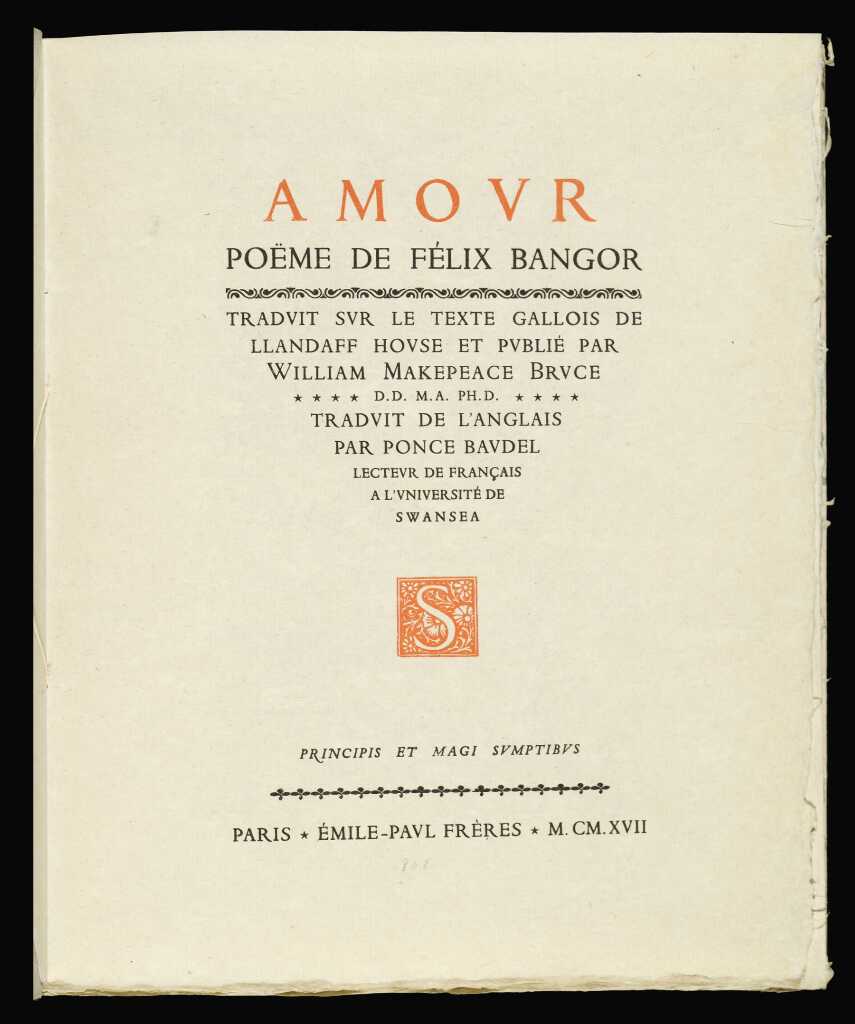 AMOVR
POËME DE FÉLIX BANGOR
TRADVIT SVR LE TEXTE GALLOIS DE
LLANDAFF HOVSE ET PVBLIÉ PAR
WILLIAM MAKEPEACE BRVCE
★ ★ ★ ★ D.D. M.A. PH.D. ★ ★ ★ ★
TRADVIT DE L'ANGLAIS
PAR PONCE BAVDEL
LECTEVR DE FRANÇAIS
A L'VNIVERSITÉ DE
SWANSEA
S
PRINCIPIS ET MAGI SVMPTIBVS
PARIS ★ ÉMILE-PAVL FRÈRES ★ M.CM.XVII